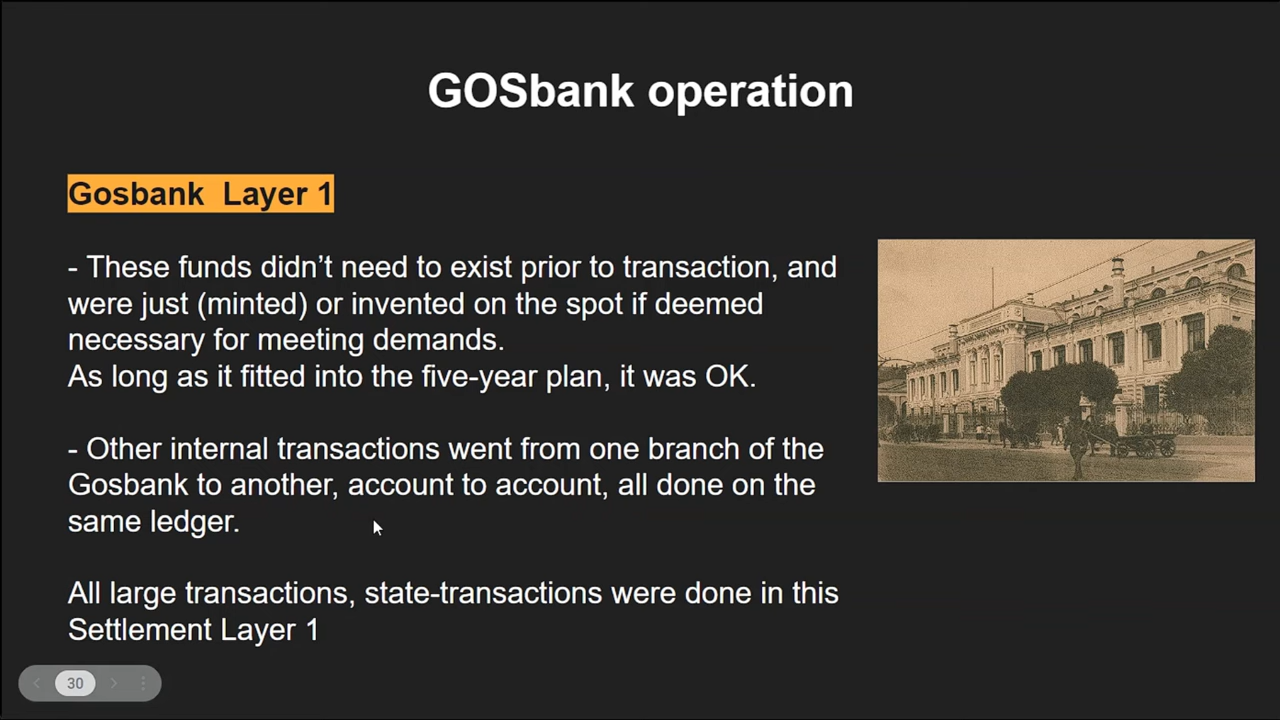 GOSbank operation
Gosbank  Layer 1
- These funds didn’t need to exist prior to transaction, and
were just (minted) or invented on the spot if deemed
necessary for meeting demands.
As long as it fitted into the five-year plan, it was OK.
- Other internal transactions went from one branch of the
Gosbank to another, account to account, all done on the
same ledger.
All large transactions, state-transactions were done in this
Settlement Layer 1
30